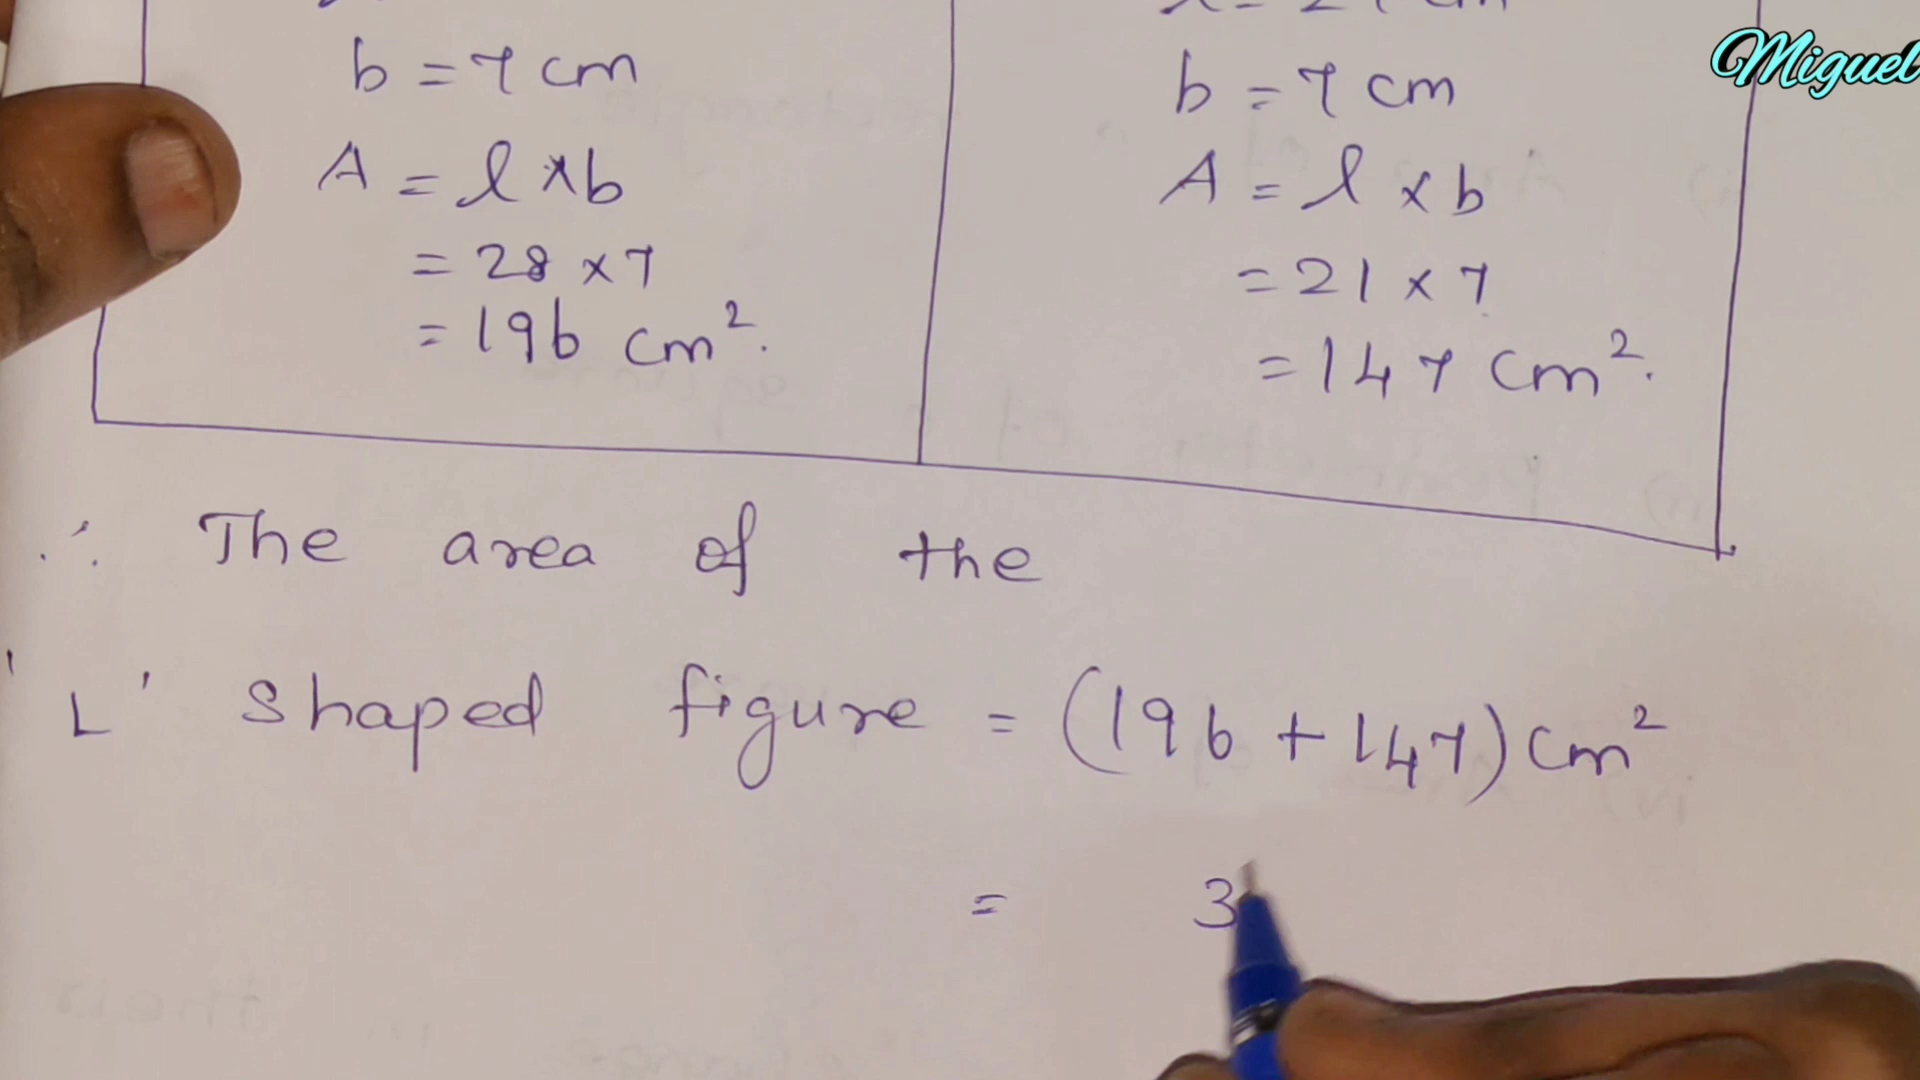 b = 7 cm
A = l × b
= 28 × 7
= 196 cm².
b = 7 cm
A = l × b
= 21 × 7
= 147 cm².
∴ The area of the
'L' shaped figure = (196 + 147) cm²
= 3
Miguel